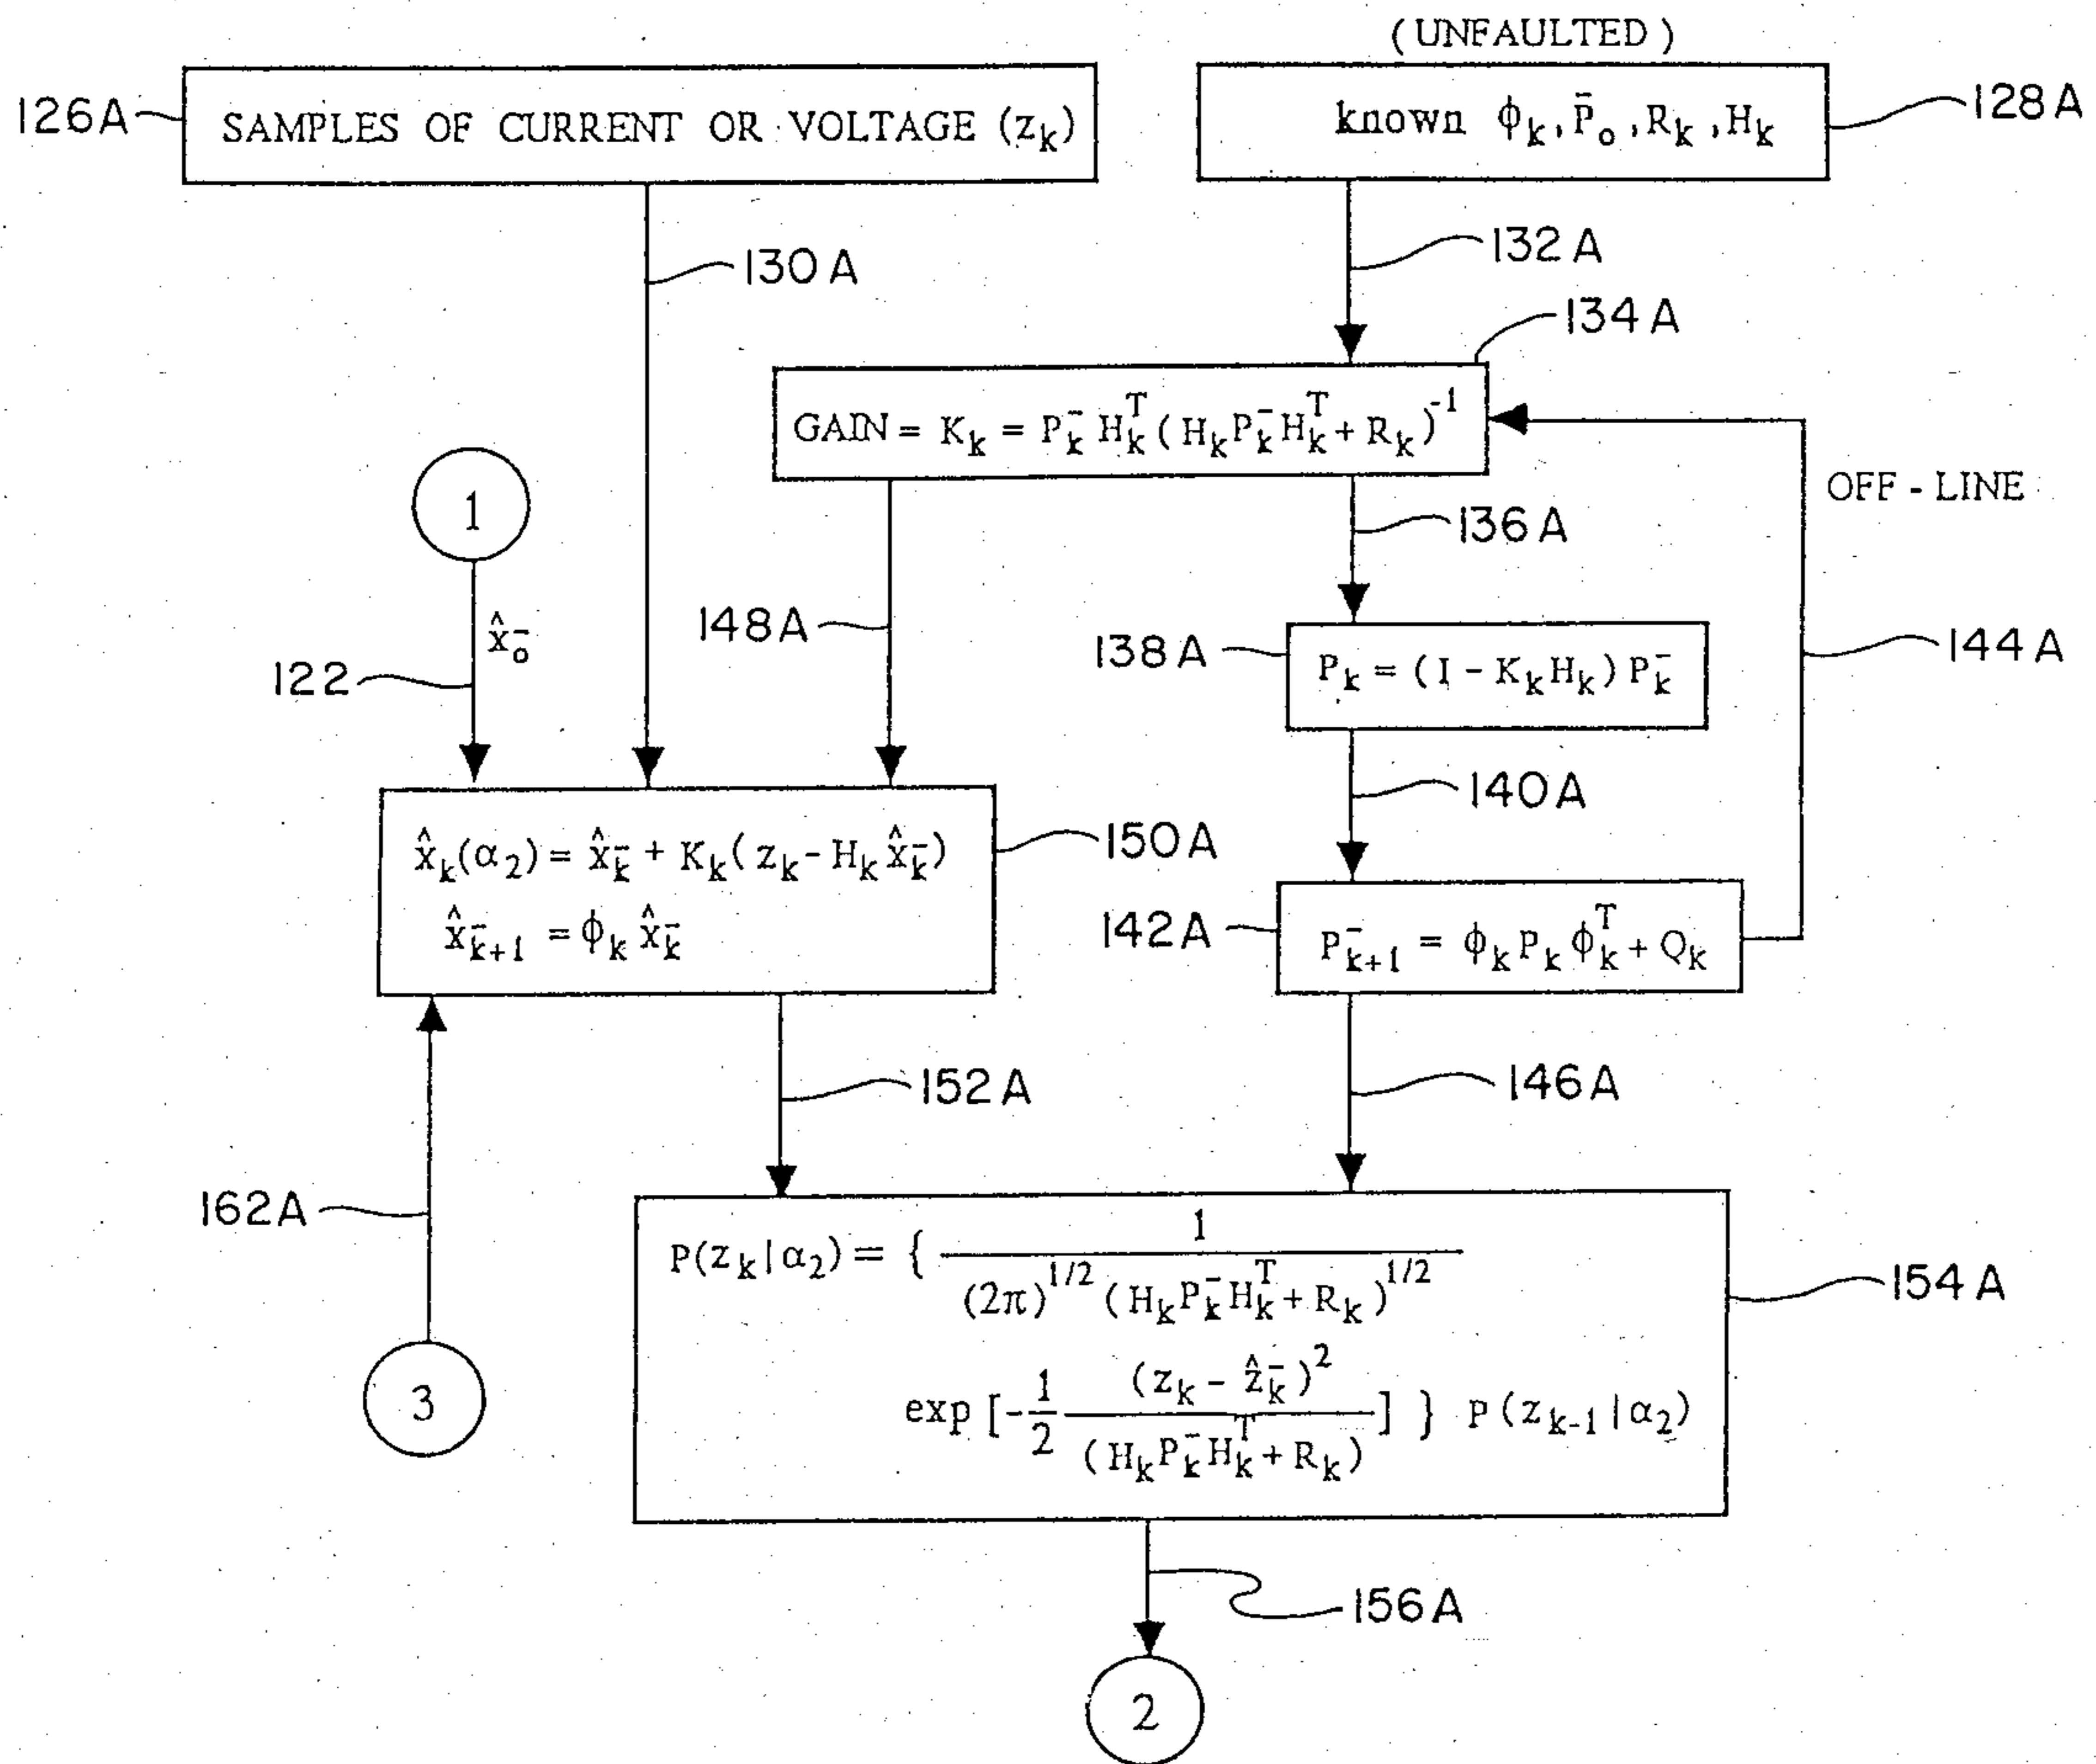 ( UNFAULTED )
126A
SAMPLES OF CURRENT OR VOLTAGE (z_k)
known ϕ_k, P̄_o, R_k, H_k
128A
130A
132A
134A
GAIN = K_k = P_k^- H_k^T ( H_k P_k^- H_k^T + R_k )^-1
1
OFF - LINE
136A
x̂_o^-
122
148A
138A
P_k = (I - K_k H_k) P_k^-
144A
140A
x̂_k(α_2) = x̂_k^- + K_k( z_k - H_k x̂_k^-)
x̂_k+1^- = ϕ_k x̂_k^-
150A
142A
P_k+1^- = ϕ_k P_k ϕ_k^T + Q_k
152A
146A
162A
P(z_k|α_2) = { 1 / (2π)^1/2 ( H_k P_k^- H_k^T + R_k )^1/2
exp [-1/2 (z_k - ẑ_k^-)^2 / ( H_k P_k^- H_k^T + R_k ) ] } P ( z_k-1 | α_2)
154A
3
156A
2